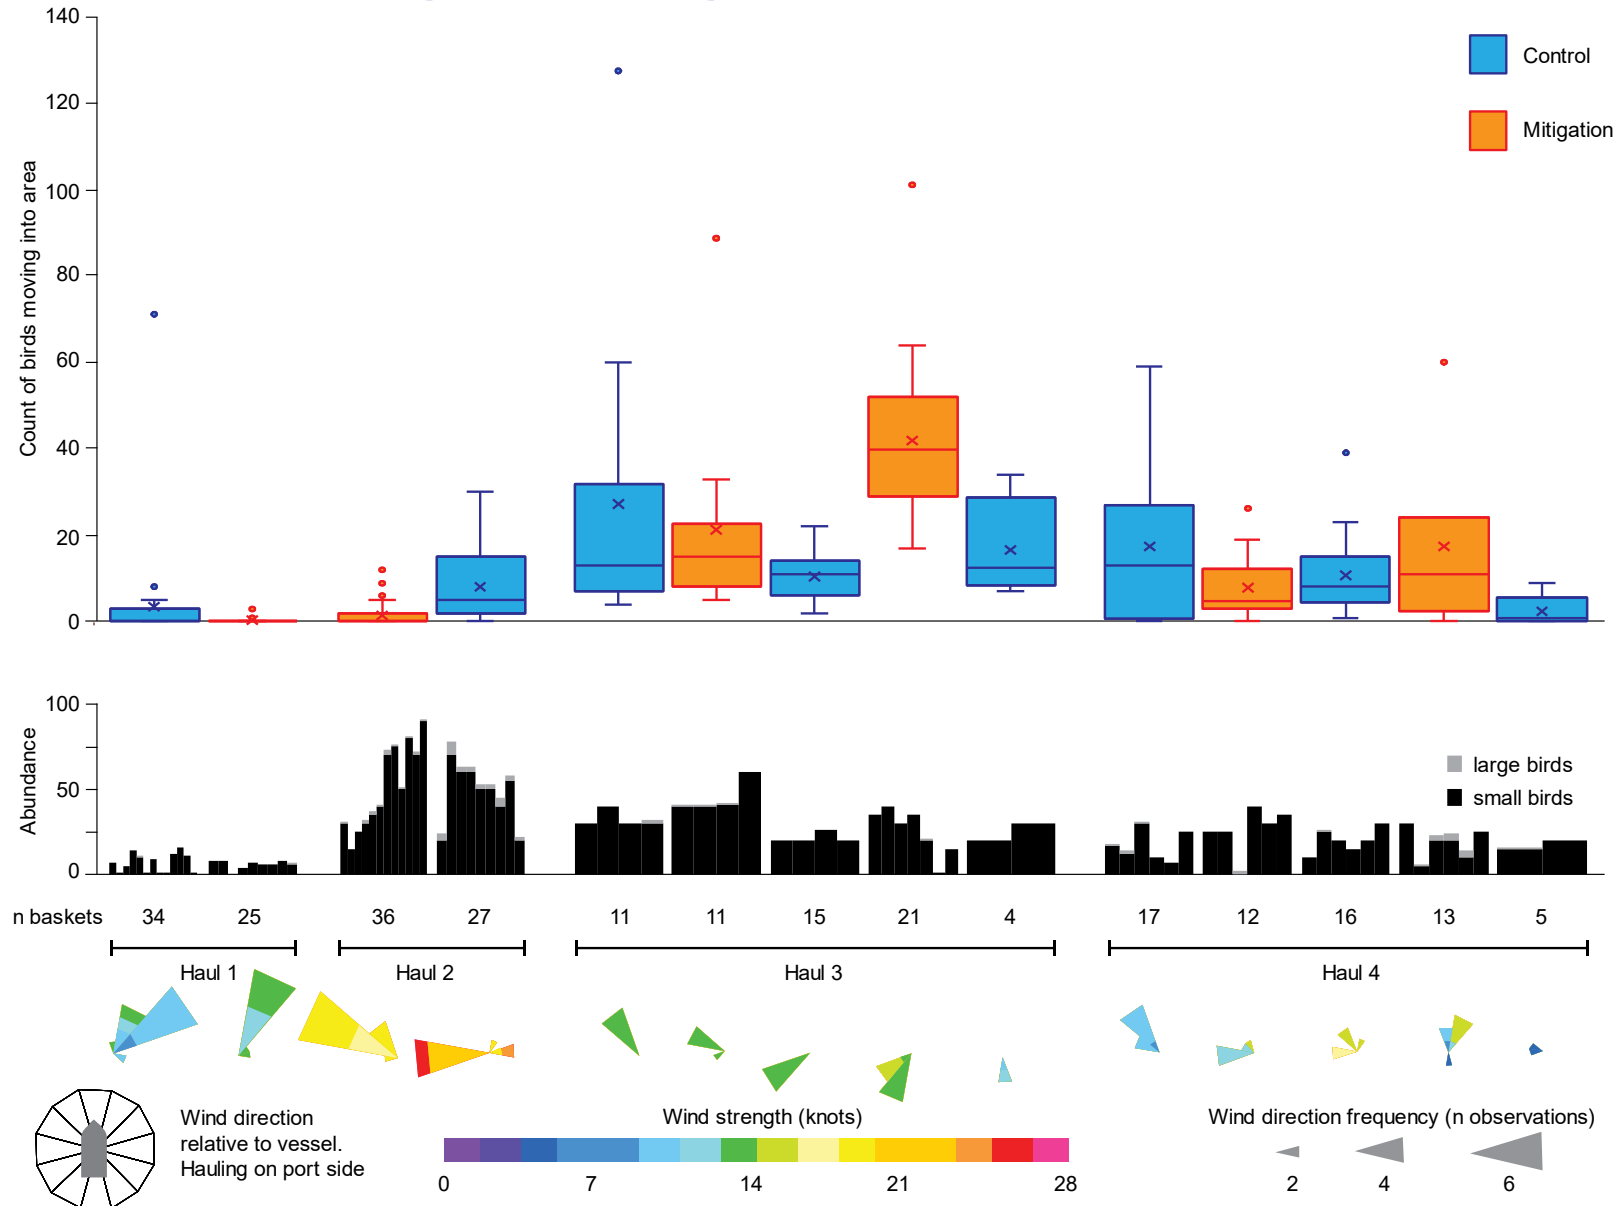 140
120
100
80
60
40
20
0
Count of birds moving into area
Control
Mitigation
100
50
0
Abundance
large birds
small birds
n baskets 34 25 36 27 11 11 15 21 4 17 12 16 13 5
Haul 1 Haul 2 Haul 3 Haul 4
Wind direction
relative to vessel.
Hauling on port side
Wind strength (knots)
0 7 14 21 28
Wind direction frequency (n observations)
2 4 6